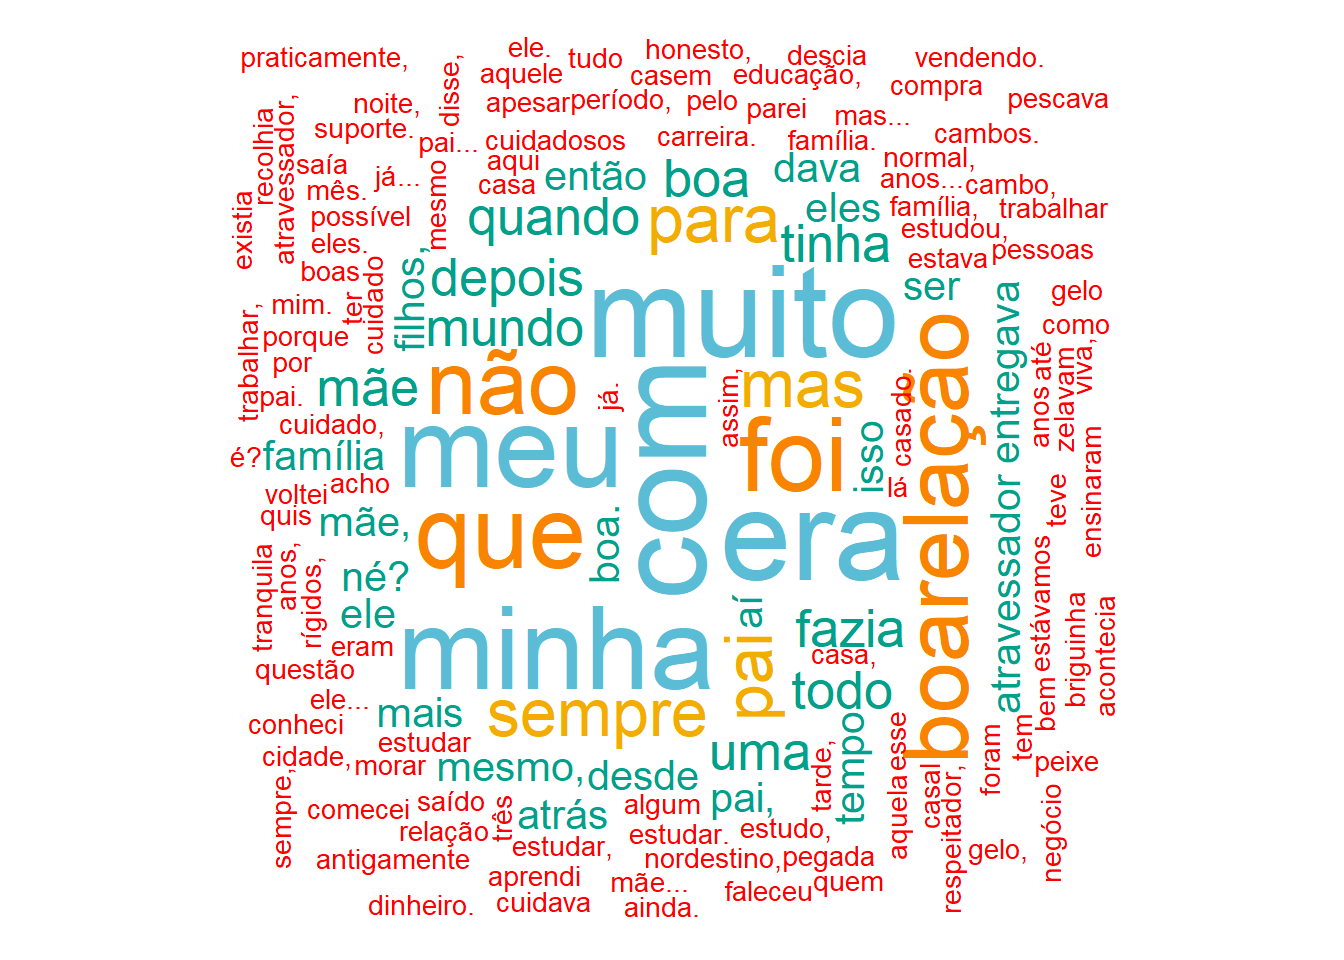 praticamente,
ele.
tudo
honesto,
descia
vendendo.
disse,
aquele
casem
educação,
compra
noite,
apesar
período,
pelo
parei
mas...
pescava
recolhia
atravessador,
suporte.
pai...
cuidadosos
carreira.
família.
cambos.
saía
já...
mesmo
aqui
então
boa
dava
normal,
mês.
casa
anos...
cambo,
existia
possível
quando
para
eles
família,
trabalhar
eles.
filhos,
tinha
estudou,
boas
ter
cuidado
depois
muito
estava
pessoas
mim.
mundo
ser
gelo
trabalhar,
porque
não
com
mas
boarelação
atravessador
entregava
como
por
mãe
já.
assim,
casado.
anos
até
zelavam
viva,
pai.
meu
foi
isso
cuidado,
é?
família
lá
ensinaram
voltei
acho
teve
quis
mãe,
que
boa.
era
tranquila
anos,
rígidos,
né?
ele
minha
aí
fazia
bem
estávamos
briguinha
acontecia
eram
pai
casa,
questão
todo
ele...
sempre
conheci
mais
tempo
esse
tem
cidade,
estudar
uma
foram
peixe
morar
mesmo,
desde
tarde,
aquela
casal
respeitador,
sempre,
comecei
saído
três
atrás
algum
pai,
negócio
relação
estudar.
estudo,
gelo,
antigamente
estudar,
nordestino,
pegada
aprendi
mãe...
faleceu
quem
dinheiro.
cuidava
ainda.